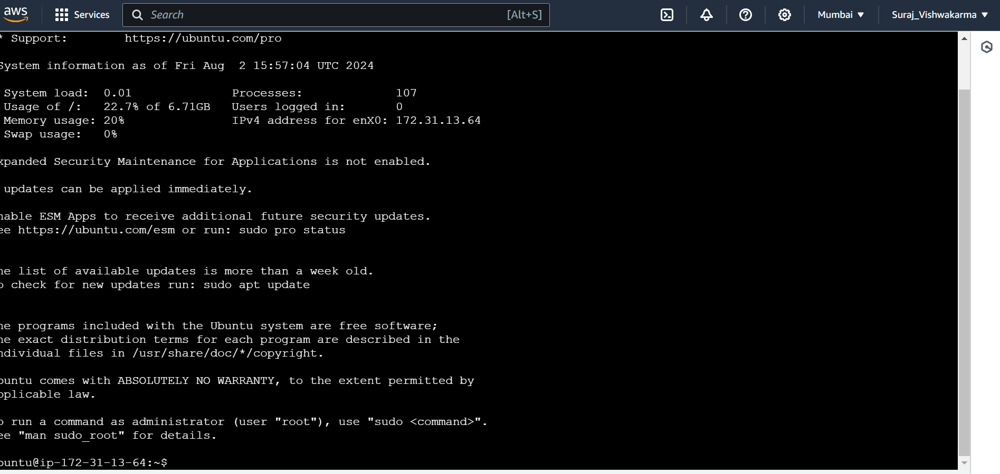 aws Services Search [Alt+S] Mumbai Suraj_Vishwakarma
* Support: https://ubuntu.com/pro
System information as of Fri Aug 2 15:57:04 UTC 2024
System load: 0.01 Processes: 107
Usage of /: 22.7% of 6.71GB Users logged in: 0
Memory usage: 20% IPv4 address for enX0: 172.31.13.64
Swap usage: 0%
xpanded Security Maintenance for Applications is not enabled.
updates can be applied immediately.
nable ESM Apps to receive additional future security updates.
ee https://ubuntu.com/esm or run: sudo pro status
he list of available updates is more than a week old.
o check for new updates run: sudo apt update
he programs included with the Ubuntu system are free software;
he exact distribution terms for each program are described in the
ndividual files in /usr/share/doc/*/copyright.
buntu comes with ABSOLUTELY NO WARRANTY, to the extent permitted by
pplicable law.
o run a command as administrator (user "root"), use "sudo <command>".
ee "man sudo_root" for details.
buntu@ip-172-31-13-64:~$